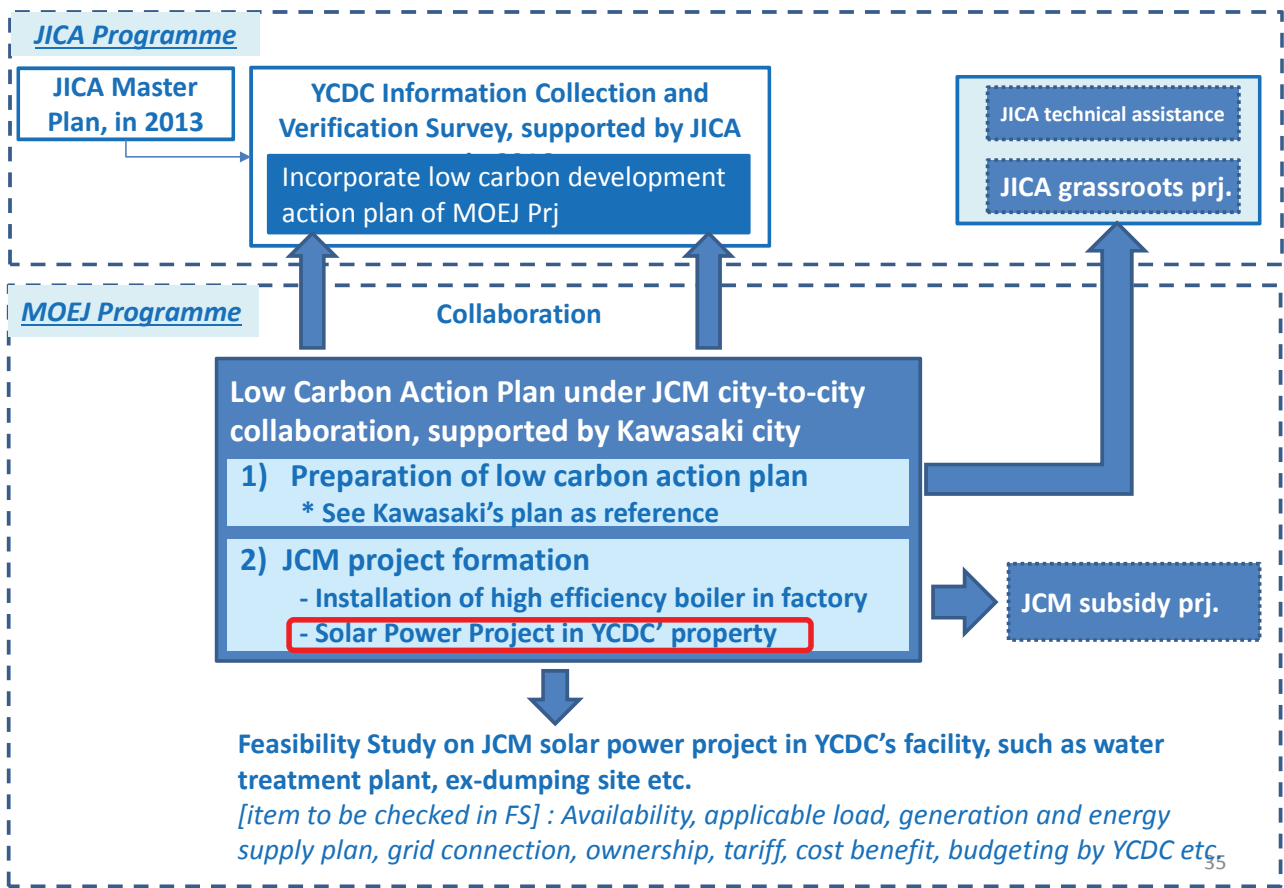 JICA Programme
JICA Master
Plan, in 2013
YCDC Information Collection and
Verification Survey, supported by JICA
Incorporate low carbon development
action plan of MOEJ Prj
JICA technical assistance
JICA grassroots prj.
MOEJ Programme
Collaboration
Low Carbon Action Plan under JCM city-to-city
collaboration, supported by Kawasaki city
1) Preparation of low carbon action plan
* See Kawasaki's plan as reference
2) JCM project formation
- Installation of high efficiency boiler in factory
- Solar Power Project in YCDC' property
JCM subsidy prj.
Feasibility Study on JCM solar power project in YCDC's facility, such as water
treatment plant, ex-dumping site etc.
[item to be checked in FS] : Availability, applicable load, generation and energy
supply plan, grid connection, ownership, tariff, cost benefit, budgeting by YCDC etc.
35